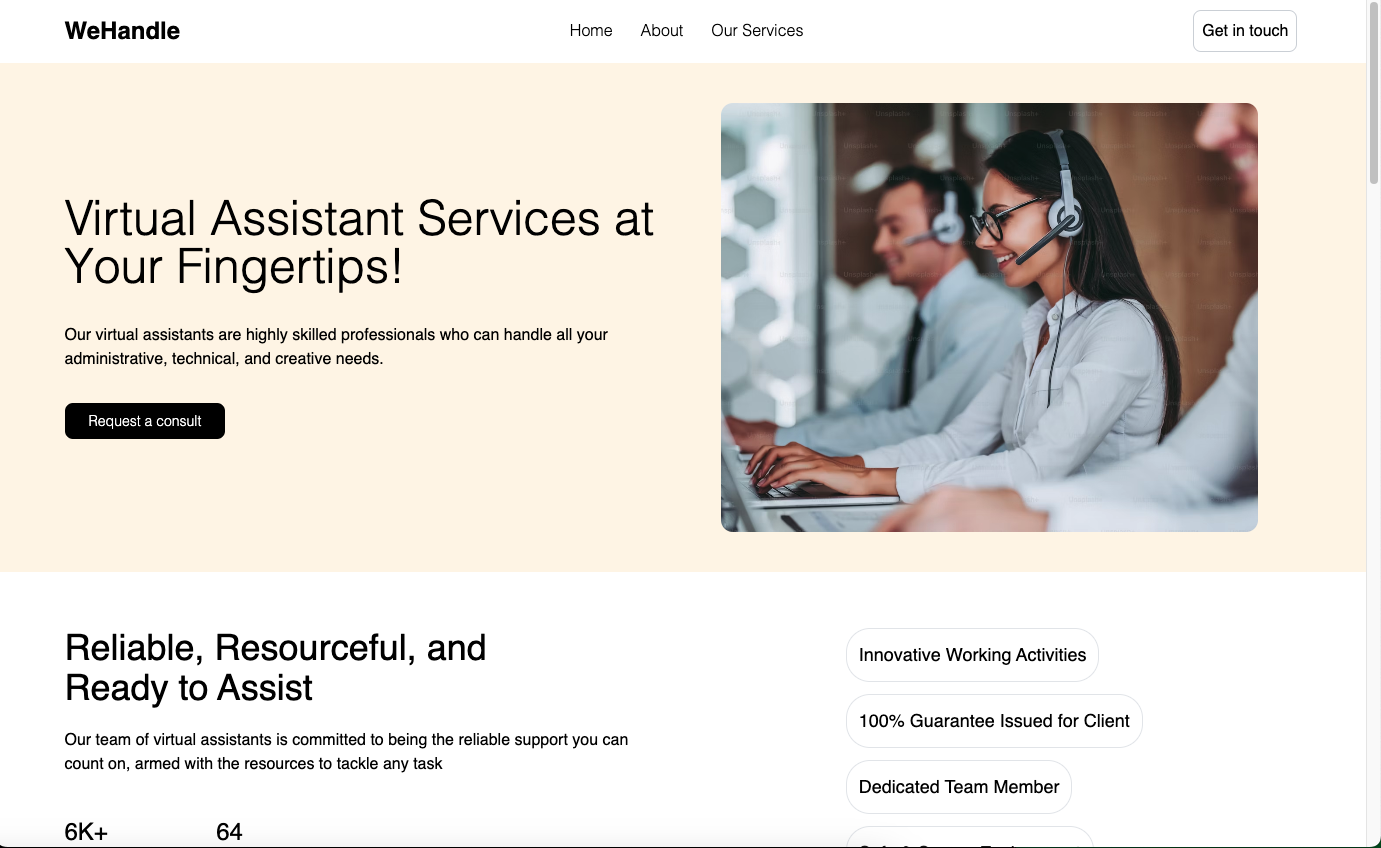 WeHandle
Home
About
Our Services
Get in touch
Virtual Assistant Services at
Your Fingertips!
Our virtual assistants are highly skilled professionals who can handle all your
administrative, technical, and creative needs.
Request a consult
Reliable, Resourceful, and
Ready to Assist
Our team of virtual assistants is committed to being the reliable support you can
count on, armed with the resources to tackle any task
6K+
64
Innovative Working Activities
100% Guarantee Issued for Client
Dedicated Team Member